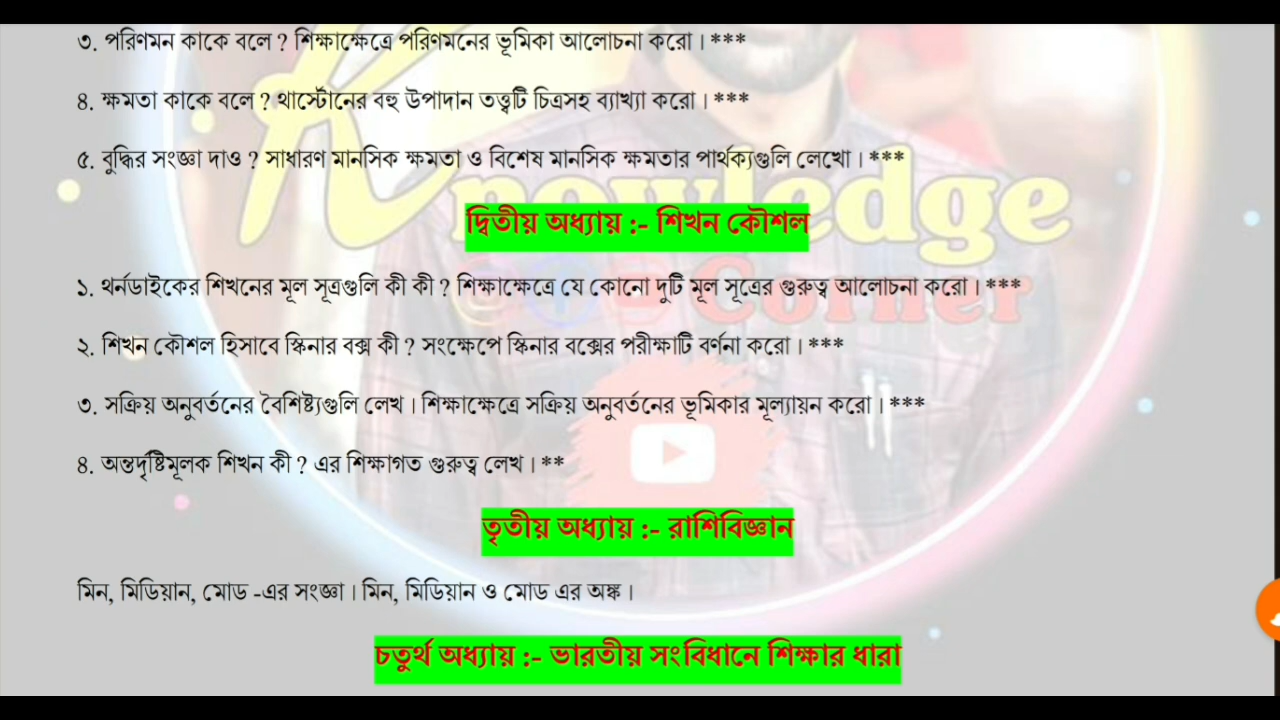 ৩. পরিণমন কাকে বলে ? শিক্ষাক্ষেত্রে পরিণমনের ভূমিকা আলোচনা করো। ***
৪. ক্ষমতা কাকে বলে ? থার্স্টোনের বহু উপাদান তত্ত্বটি চিত্রসহ ব্যাখ্যা করো। ***
৫. বুদ্ধির সংজ্ঞা দাও ? সাধারণ মানসিক ক্ষমতা ও বিশেষ মানসিক ক্ষমতার পার্থক্যগুলি লেখো। ***
Knowledge
দ্বিতীয় অধ্যায় :- শিখন কৌশল
Corner
১. থর্নডাইকের শিখনের মূল সূত্রগুলি কী কী ? শিক্ষাক্ষেত্রে যে কোনো দুটি মূল সূত্রের গুরুত্ব আলোচনা করো। ***
২. শিখন কৌশল হিসাবে স্কিনার বক্স কী ? সংক্ষেপে স্কিনার বক্সের পরীক্ষাটি বর্ণনা করো। ***
৩. সক্রিয় অনুবর্তনের বৈশিষ্ট্যগুলি লেখ। শিক্ষাক্ষেত্রে সক্রিয় অনুবর্তনের ভূমিকার মূল্যায়ন করো। ***
৪. অন্তর্দৃষ্টিমূলক শিখন কী ? এর শিক্ষাগত গুরুত্ব লেখ। **
তৃতীয় অধ্যায় :- রাশিবিজ্ঞান
মিন, মিডিয়ান, মোড -এর সংজ্ঞা। মিন, মিডিয়ান ও মোড এর অঙ্ক।
চতুর্থ অধ্যায় :- ভারতীয় সংবিধানে শিক্ষার ধারা